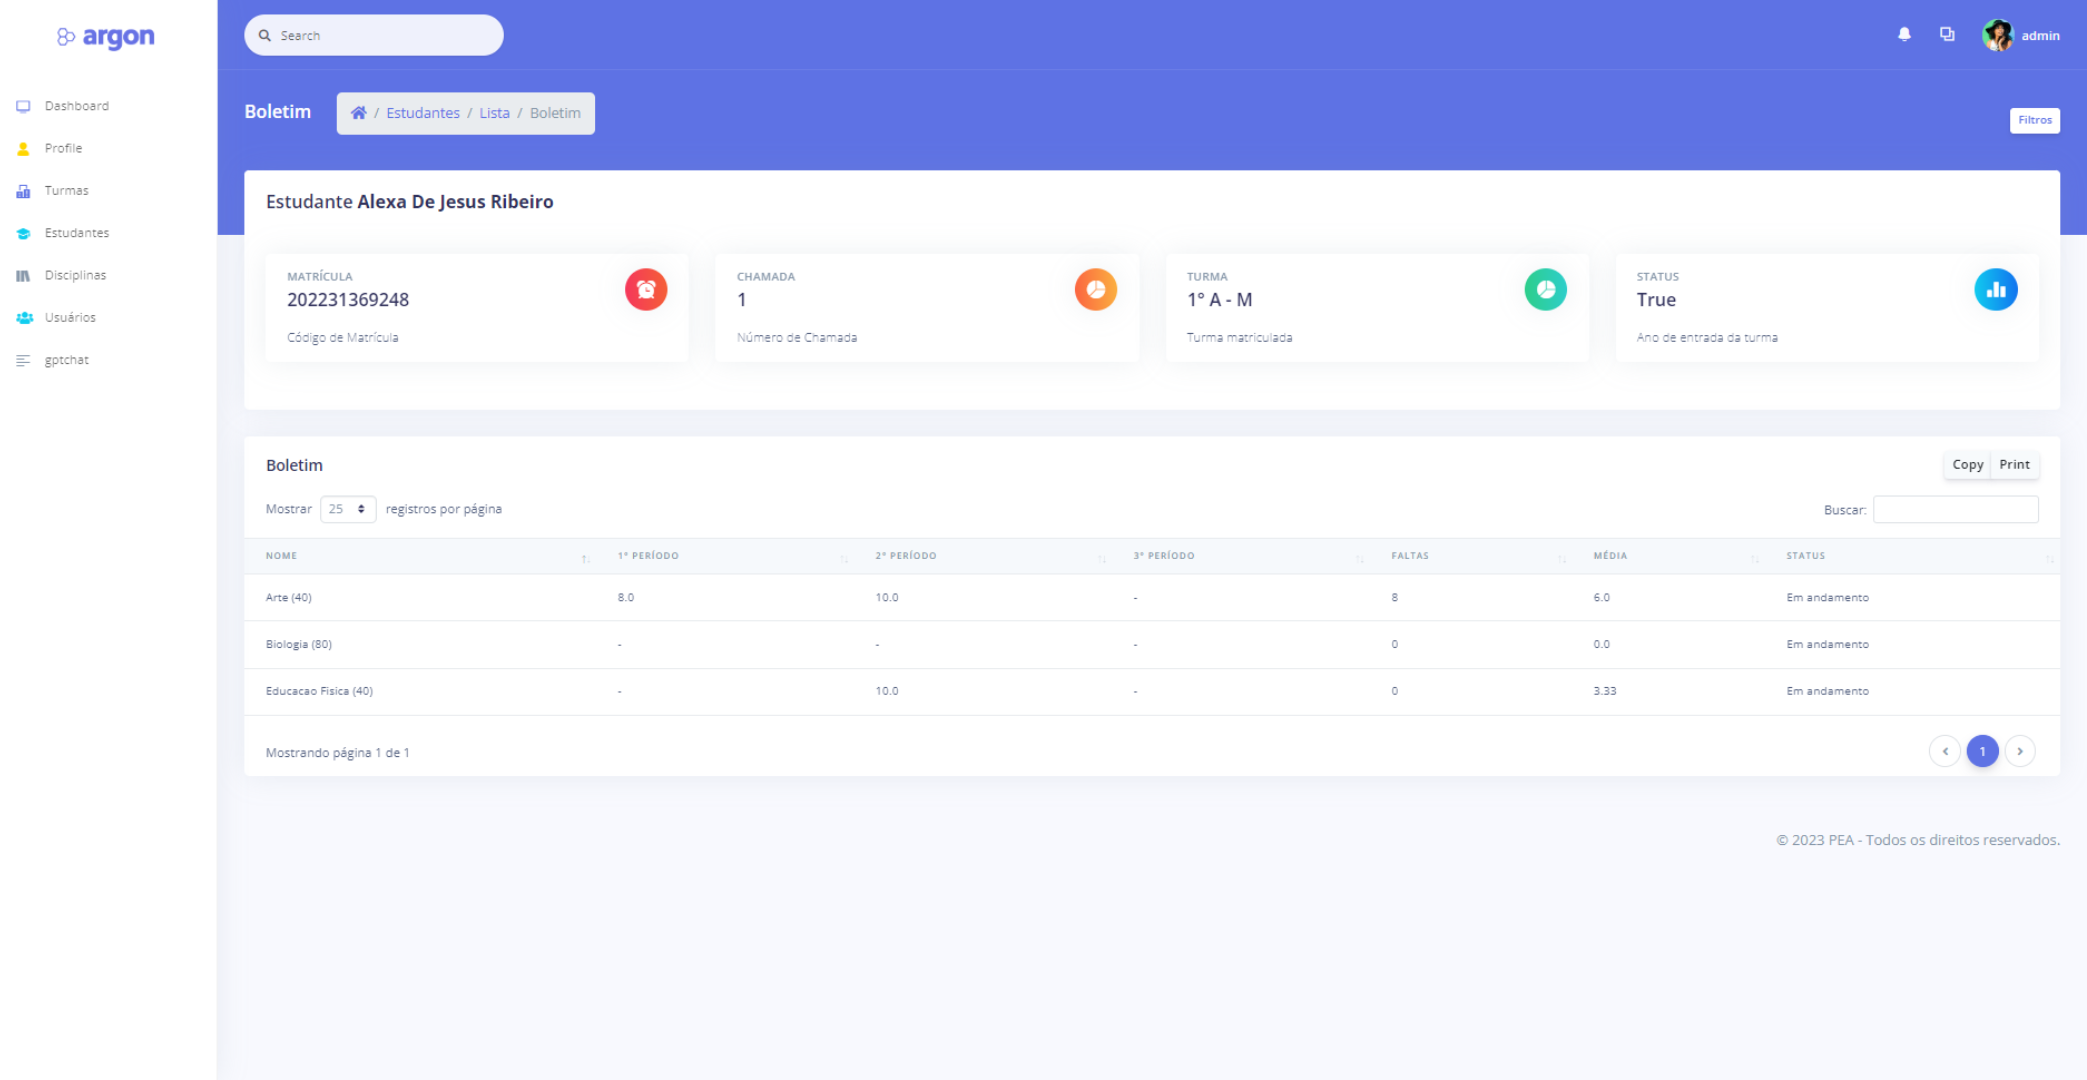 argon
Dashboard
Profile
Turmas
Estudantes
Disciplinas
Usuários
gptchat
Search
admin
Boletim
/ Estudantes / Lista / Boletim
Filtros
Estudante Alexa De Jesus Ribeiro
MATRÍCULA
202231369248
Código de Matrícula
CHAMADA
1
Número de Chamada
TURMA
1° A - M
Turma matriculada
STATUS
True
Ano de entrada da turma
Boletim
Copy Print
Mostrar 25 registros por página
Buscar:
NOME 1° PERÍODO 2° PERÍODO 3° PERÍODO FALTAS MÉDIA STATUS
Arte (40) 8.0 10.0 - 8 6.0 Em andamento
Biologia (80) - - - 0 0.0 Em andamento
Educacao Fisica (40) - 10.0 - 0 3.33 Em andamento
Mostrando página 1 de 1
1
© 2023 PEA - Todos os direitos reservados.